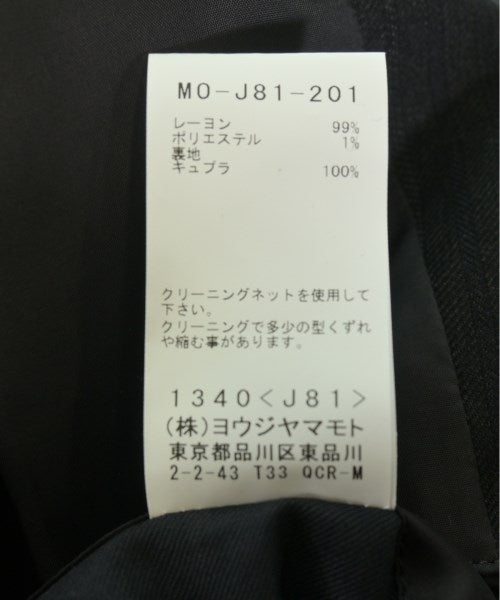 MO-J81-201
レーヨン 99%
ポリエステル 1%
裏地
キュプラ 100%
クリーニングネットを使用して
下さい。
クリーニングで多少の型くずれ
や縮む事があります。
1340<J81>
(株)ヨウジヤマモト
東京都品川区東品川
2-2-43 T33 QCR-M